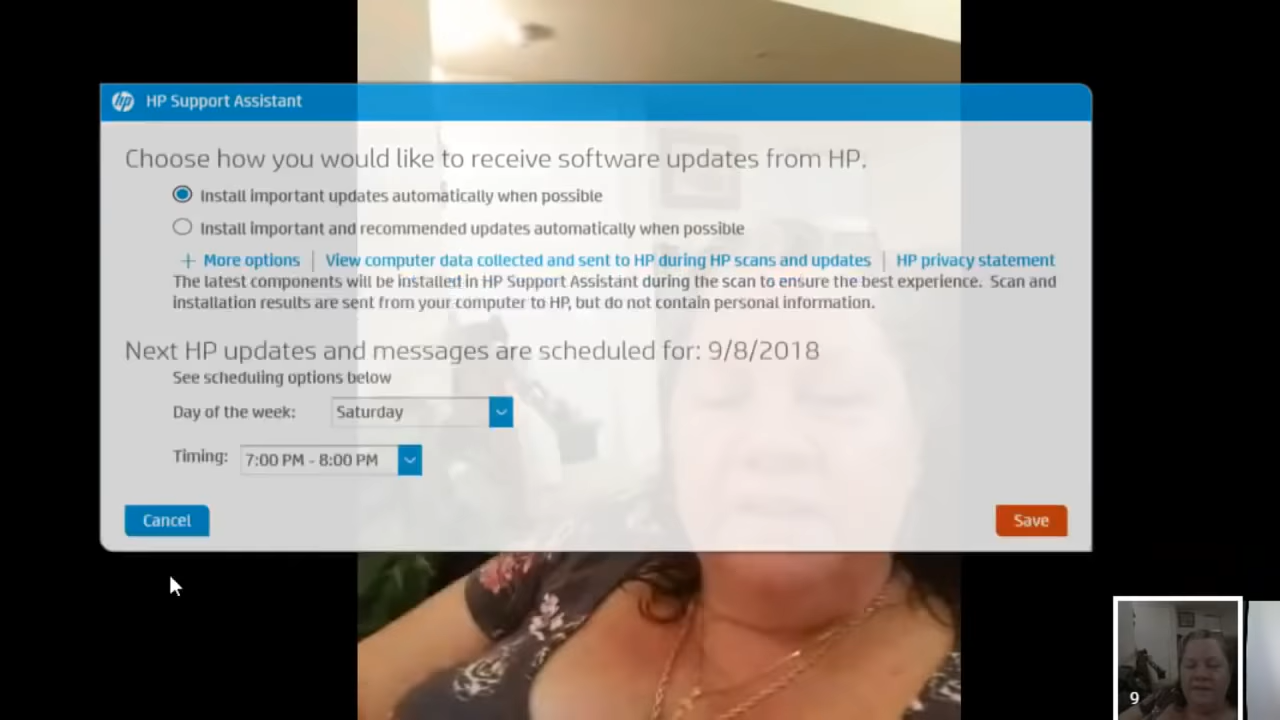 hp HP Support Assistant
Choose how you would like to receive software updates from HP.
Install important updates automatically when possible
Install important and recommended updates automatically when possible
+ More options | View computer data collected and sent to HP during HP scans and updates | HP privacy statement
The latest components will be installed in HP Support Assistant during the scan to ensure the best experience. Scan and
installation results are sent from your computer to HP, but do not contain personal information.
Next HP updates and messages are scheduled for: 9/8/2018
See scheduling options below
Day of the week: Saturday
Timing: 7:00 PM - 8:00 PM
Cancel Save
9